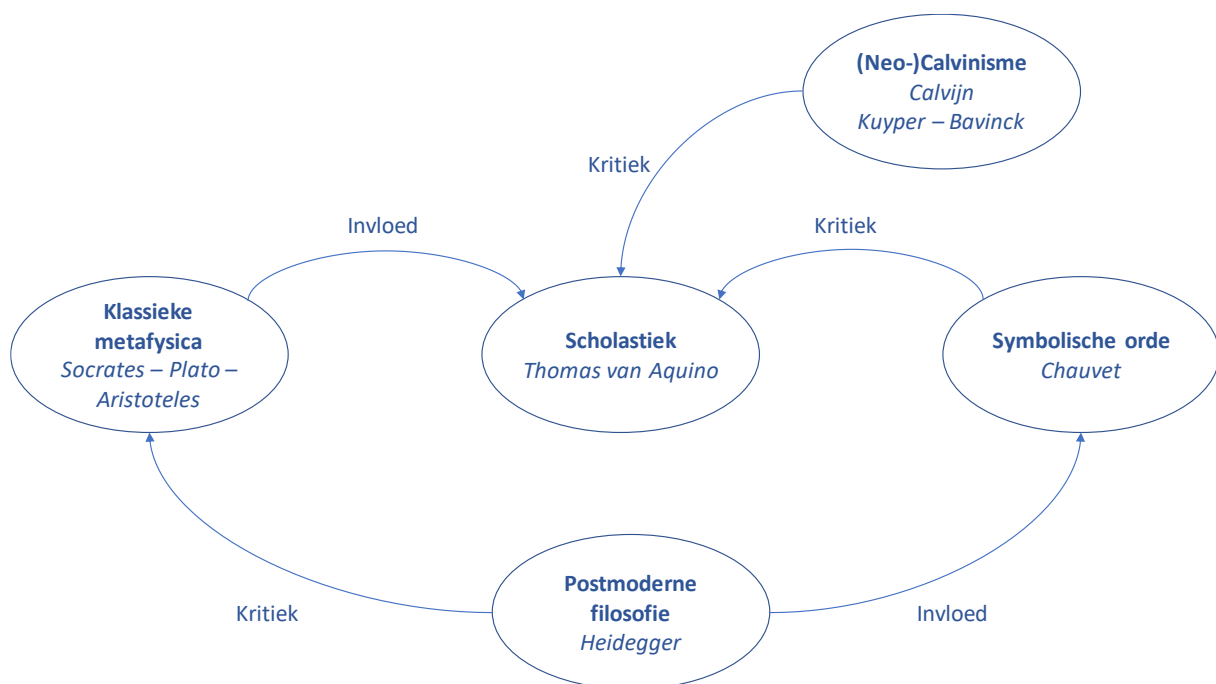 (Neo-)Calvinisme
Calvijn
Kuyper – Bavinck
Kritiek
Invloed
Kritiek
Klassieke
metafysica
Socrates – Plato –
Aristoteles
Scholastiek
Thomas van Aquino
Symbolische orde
Chauvet
Postmoderne
filosofie
Heidegger
Kritiek
Invloed